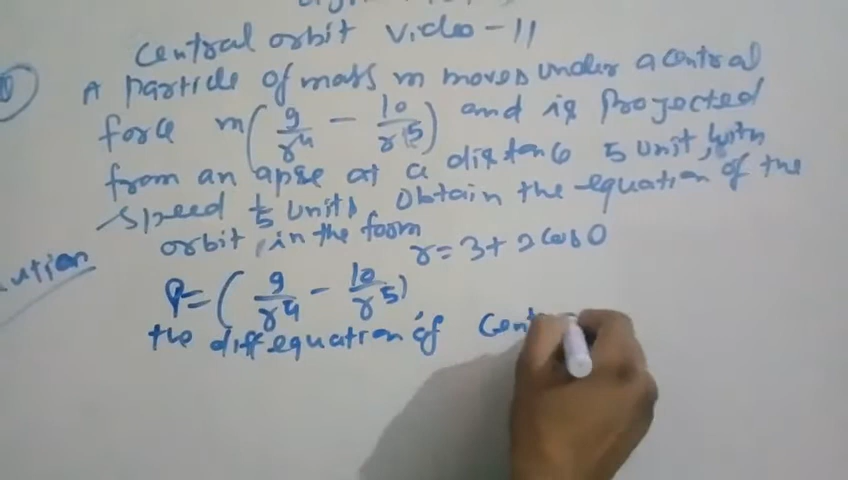 Central orbit Video - 11
A particle of mass m moves under a central
force m(9/r⁴ - 10/r⁵) and is projected
from an apse at a distance 5 unit, with
speed 1/5 units, Obtain the equation of the
orbit, in the form
r = 3 + 2 cos θ
ution
P = (9/r⁴ - 10/r⁵)
the diff equation of Cent